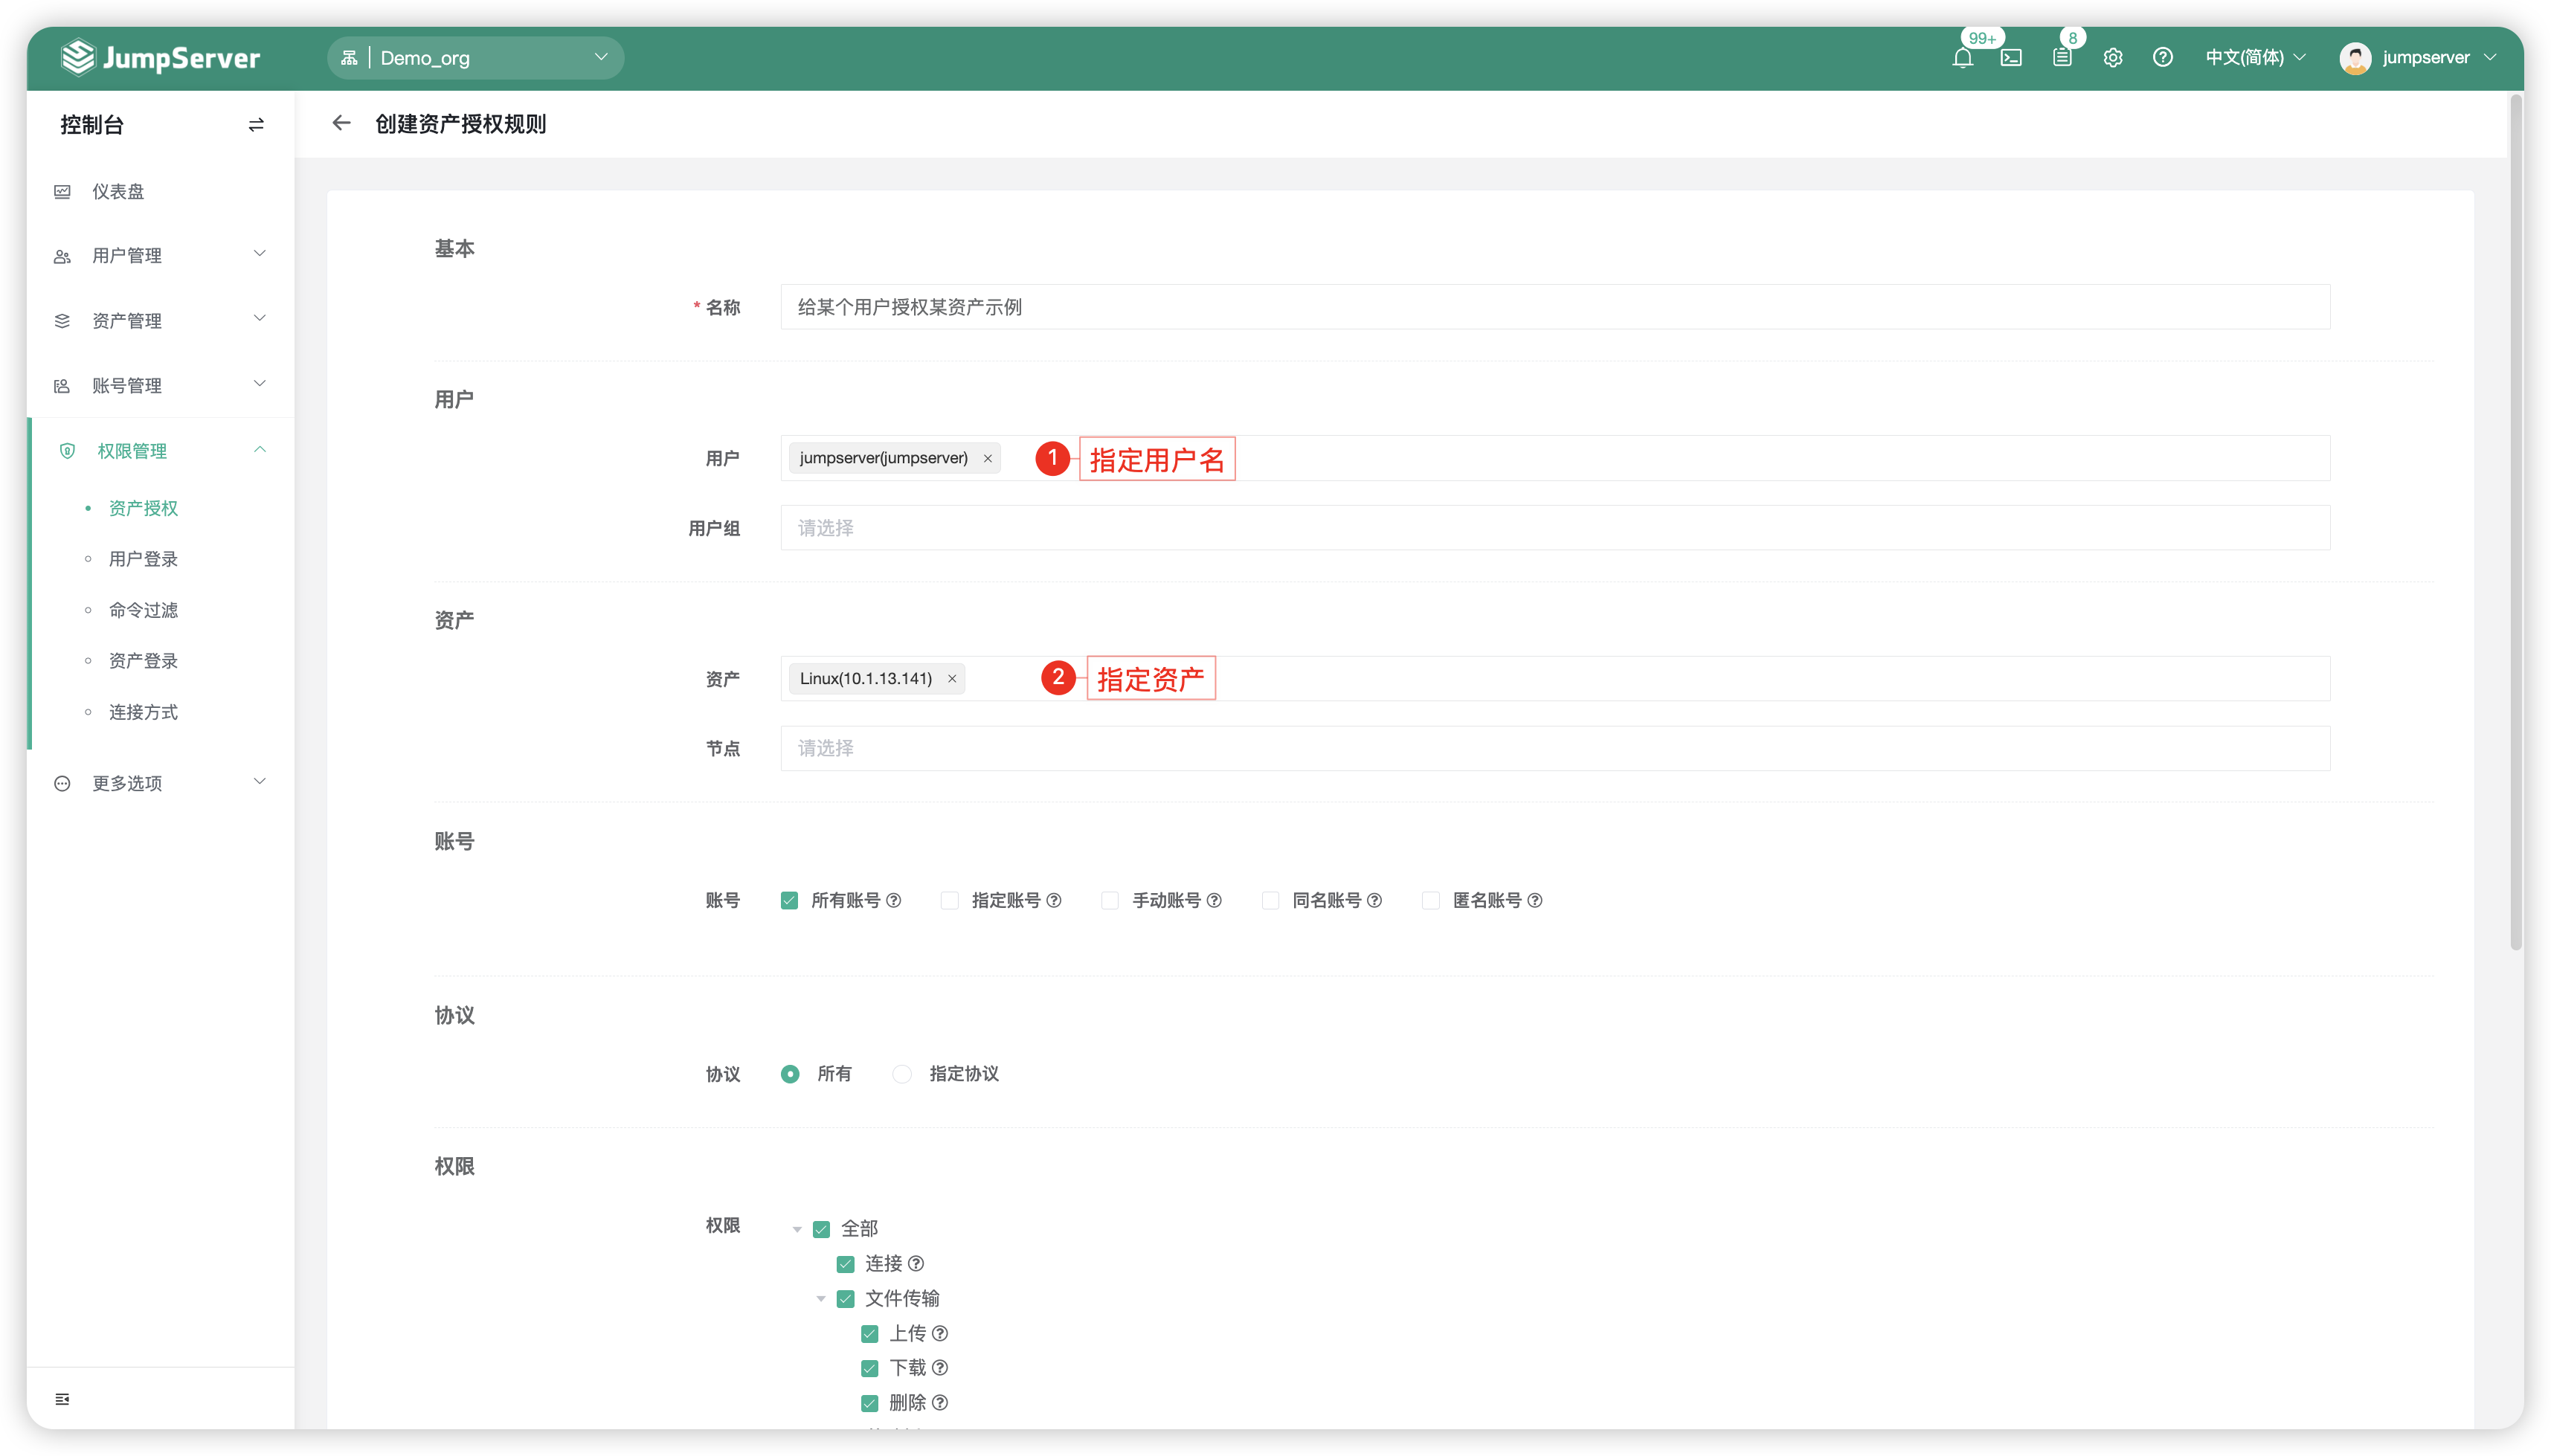 JumpServer
Demo_org
99+
8
中文(简体)
jumpserver
控制台
创建资产授权规则
仪表盘
用户管理
资产管理
账号管理
权限管理
资产授权
用户登录
命令过滤
资产登录
连接方式
更多选项
基本
* 名称
给某个用户授权某资产示例
用户
用户
jumpserver(jumpserver) ×
1 指定用户名
用户组
请选择
资产
资产
Linux(10.1.13.141) ×
2 指定资产
节点
请选择
账号
账号
所有账号 指定账号 手动账号 同名账号 匿名账号
协议
协议
所有 指定协议
权限
权限
全部
连接
文件传输
上传
下载
删除